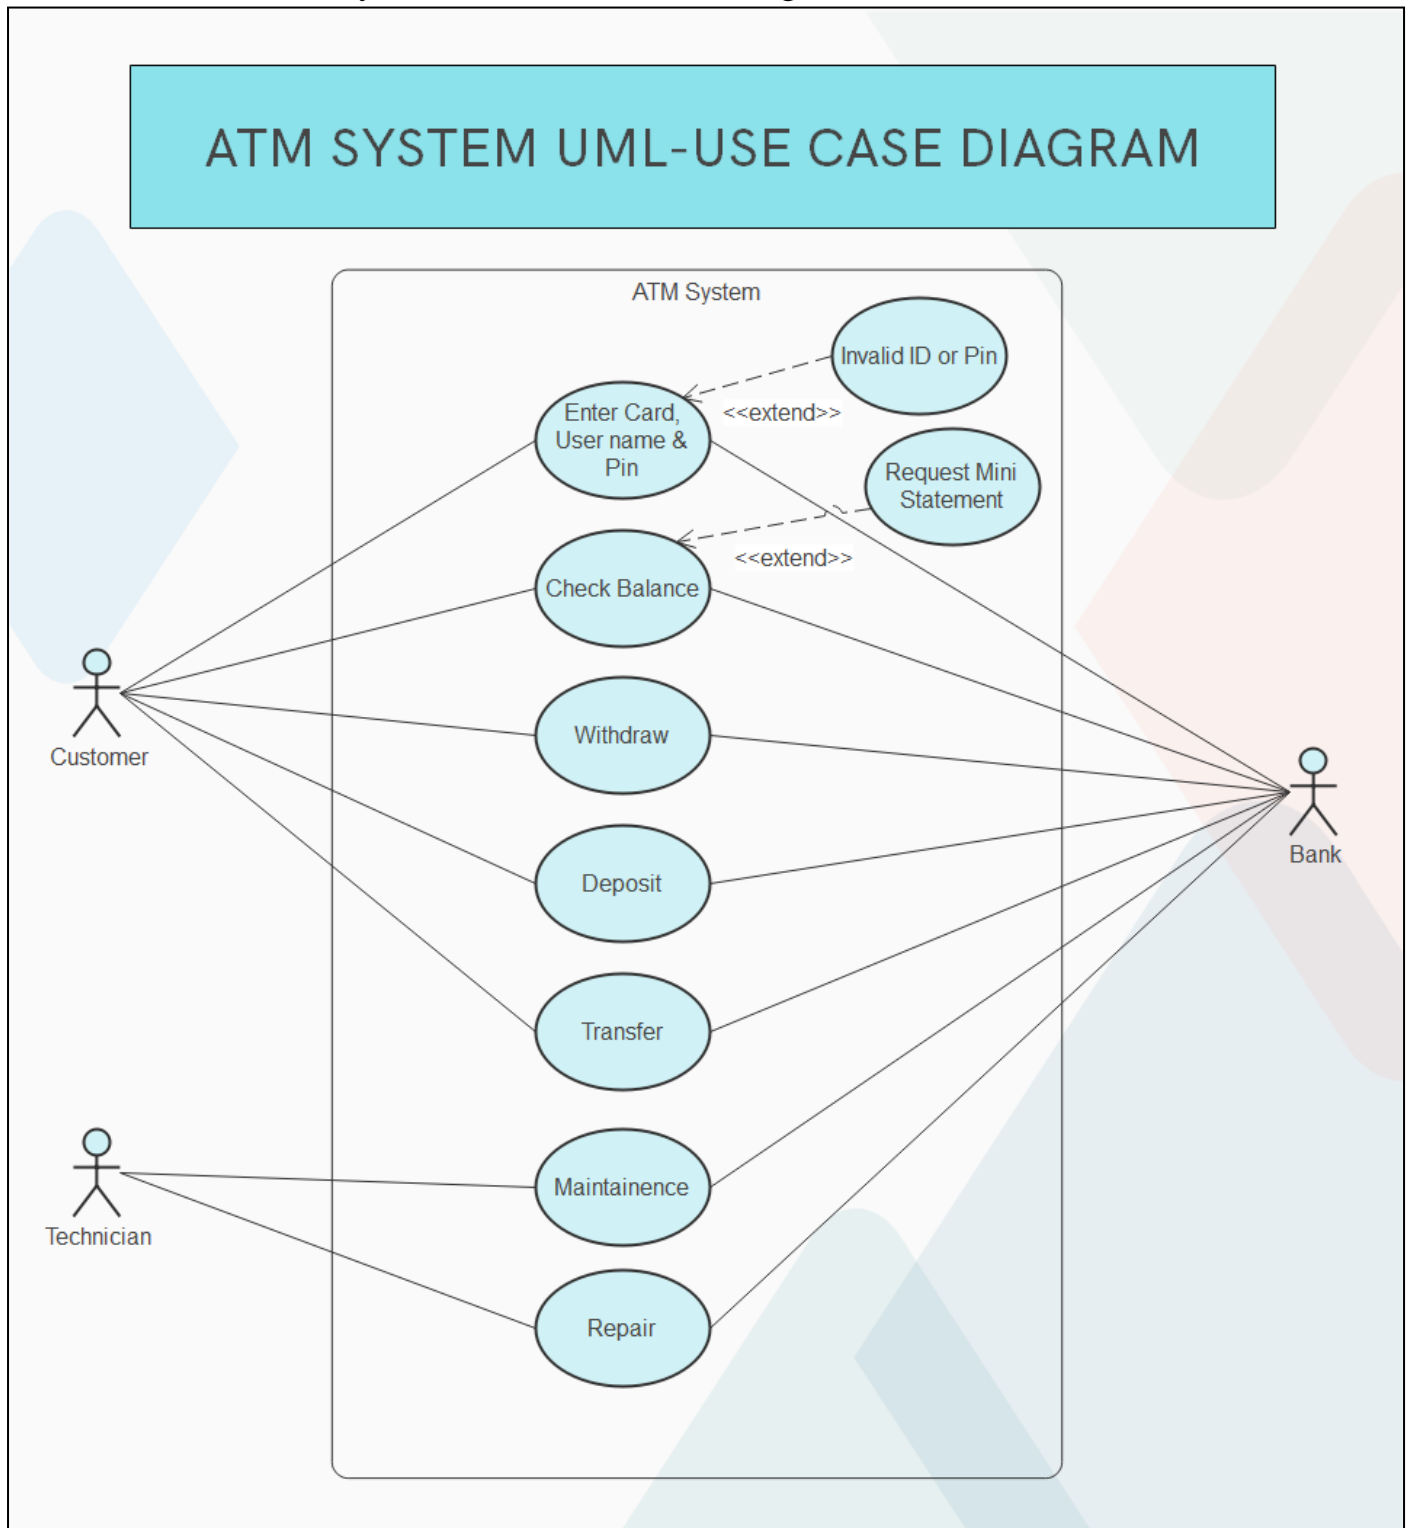 ATM SYSTEM UML-USE CASE DIAGRAM
ATM System
Invalid ID or Pin
<<extend>>
Enter Card,
User name &
Pin
Request Mini
Statement
<<extend>>
Check Balance
Withdraw
Customer
Deposit
Bank
Transfer
Maintainence
Technician
Repair